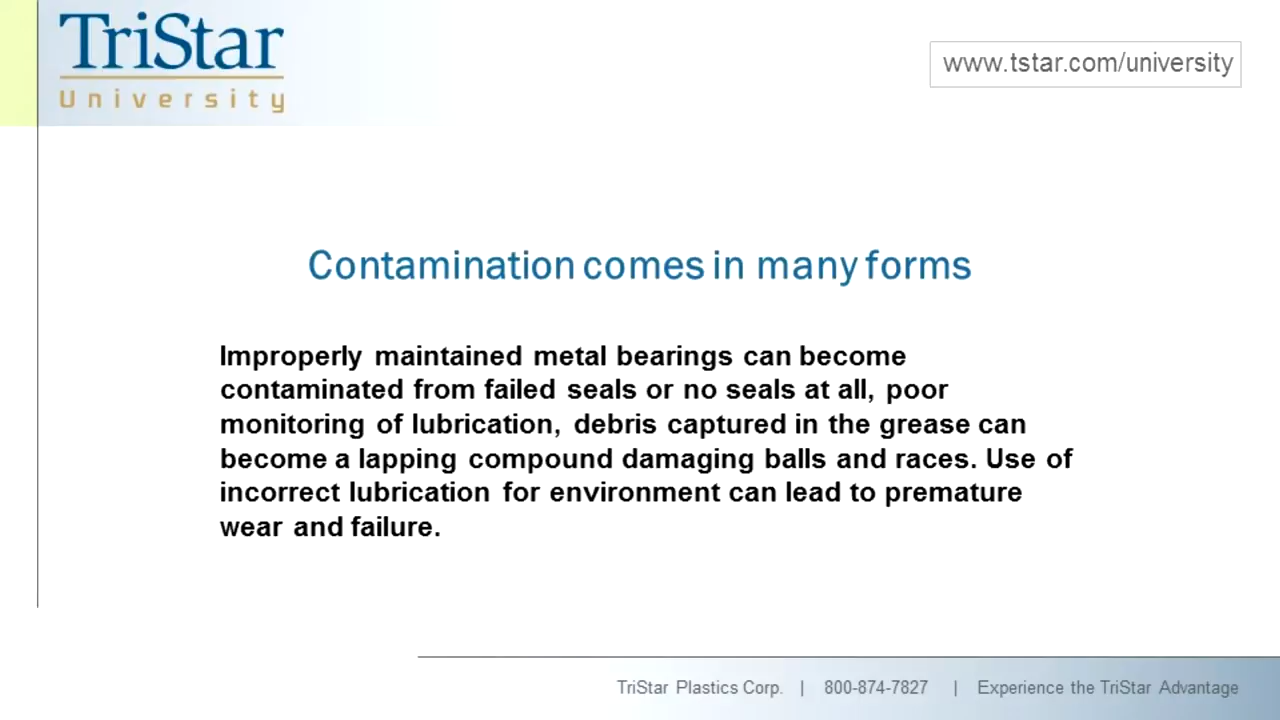 TriStar
University
www.tstar.com/university
Contamination comes in many forms
Improperly maintained metal bearings can become
contaminated from failed seals or no seals at all, poor
monitoring of lubrication, debris captured in the grease can
become a lapping compound damaging balls and races. Use of
incorrect lubrication for environment can lead to premature
wear and failure.
TriStar Plastics Corp. | 800-874-7827 | Experience the TriStar Advantage